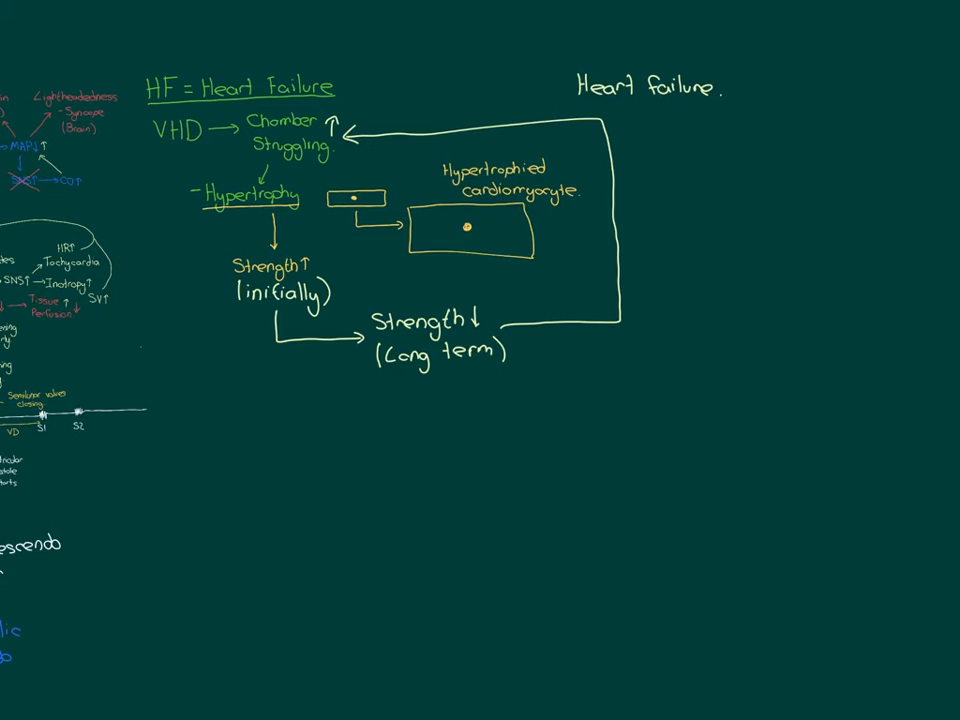 Lightheadedness
- Syncope
(Brain)
MAP↓↑
SNS↑ → CO↑
HR↑
Tachycardia
SNS↑ → Inotropy↑
SV↑
Tissue ↑
Perfusion↓
Semilunar valves
closing.
VD
S1
S2
HF = Heart Failure
VHD → Chamber ↑
Struggling.
- Hypertrophy
Hypertrophied
cardiomyocyte.
Strength↑
(initially)
Strength↓
(Long term)
Heart failure.